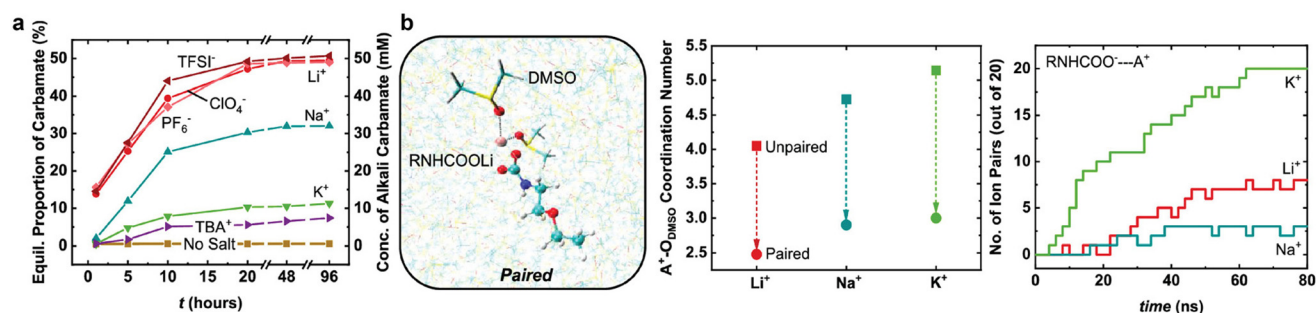 a
Equil. Proportion of Carbamate (%)
50
40
30
20
10
0
TFSI⁻
Li⁺
ClO₄⁻
PF₆⁻
Na⁺
K⁺
TBA⁺
No Salt
50
40
30
20
10
0
Conc. of Alkali Carbamate (mM)
0 5 10 20 48 96
t (hours)
b
DMSO
RNHCOOLi
Paired
A⁺-O_DMSO Coordination Number
5.5
5.0
4.5
4.0
3.5
3.0
2.5
Unpaired
Paired
Li⁺ Na⁺ K⁺
No. of Ion Pairs (out of 20)
20
15
10
5
0
RNHCOO⁻---A⁺
K⁺
Li⁺
Na⁺
0 20 40 60 80
time (ns)